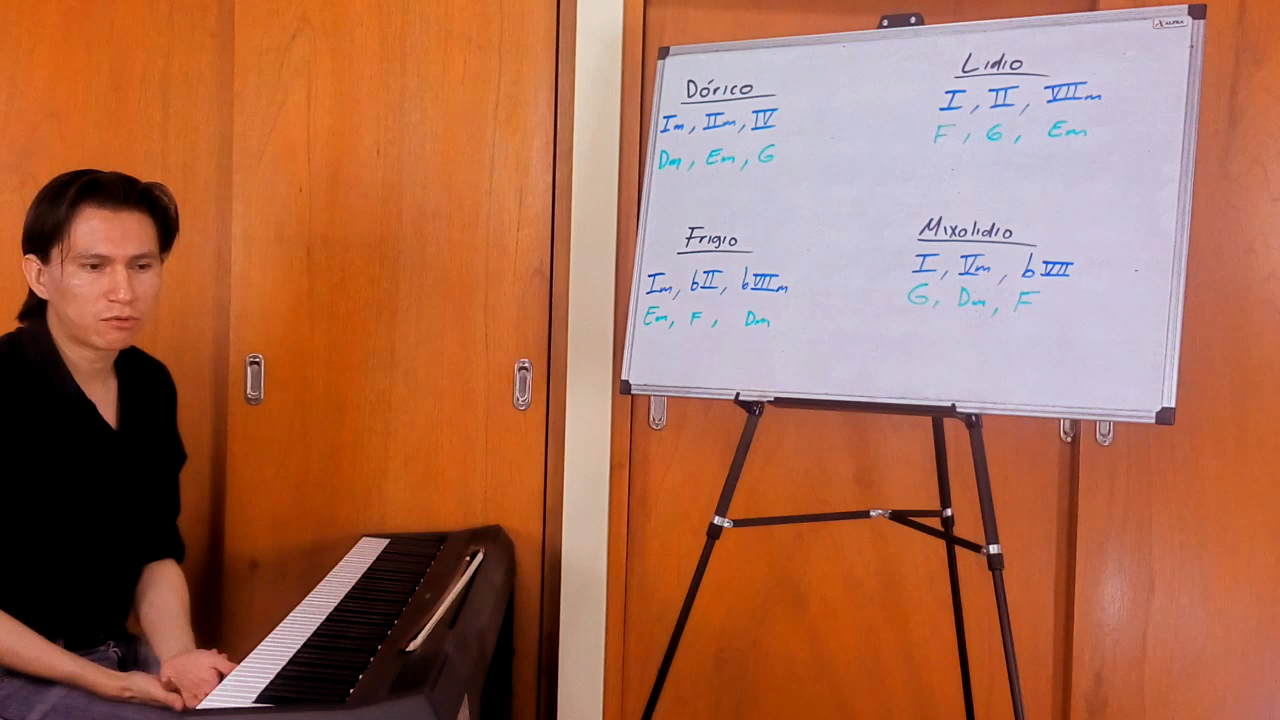 Dórico
Im, IIm, IV
Dm, Em, G
Frigio
Im, bII, bVIIm
Em, F, Dm
Lidio
I, II, VIIm
F, G, Em
Mixolidio
I, Vm, bVII
G, Dm, F
ALFRA